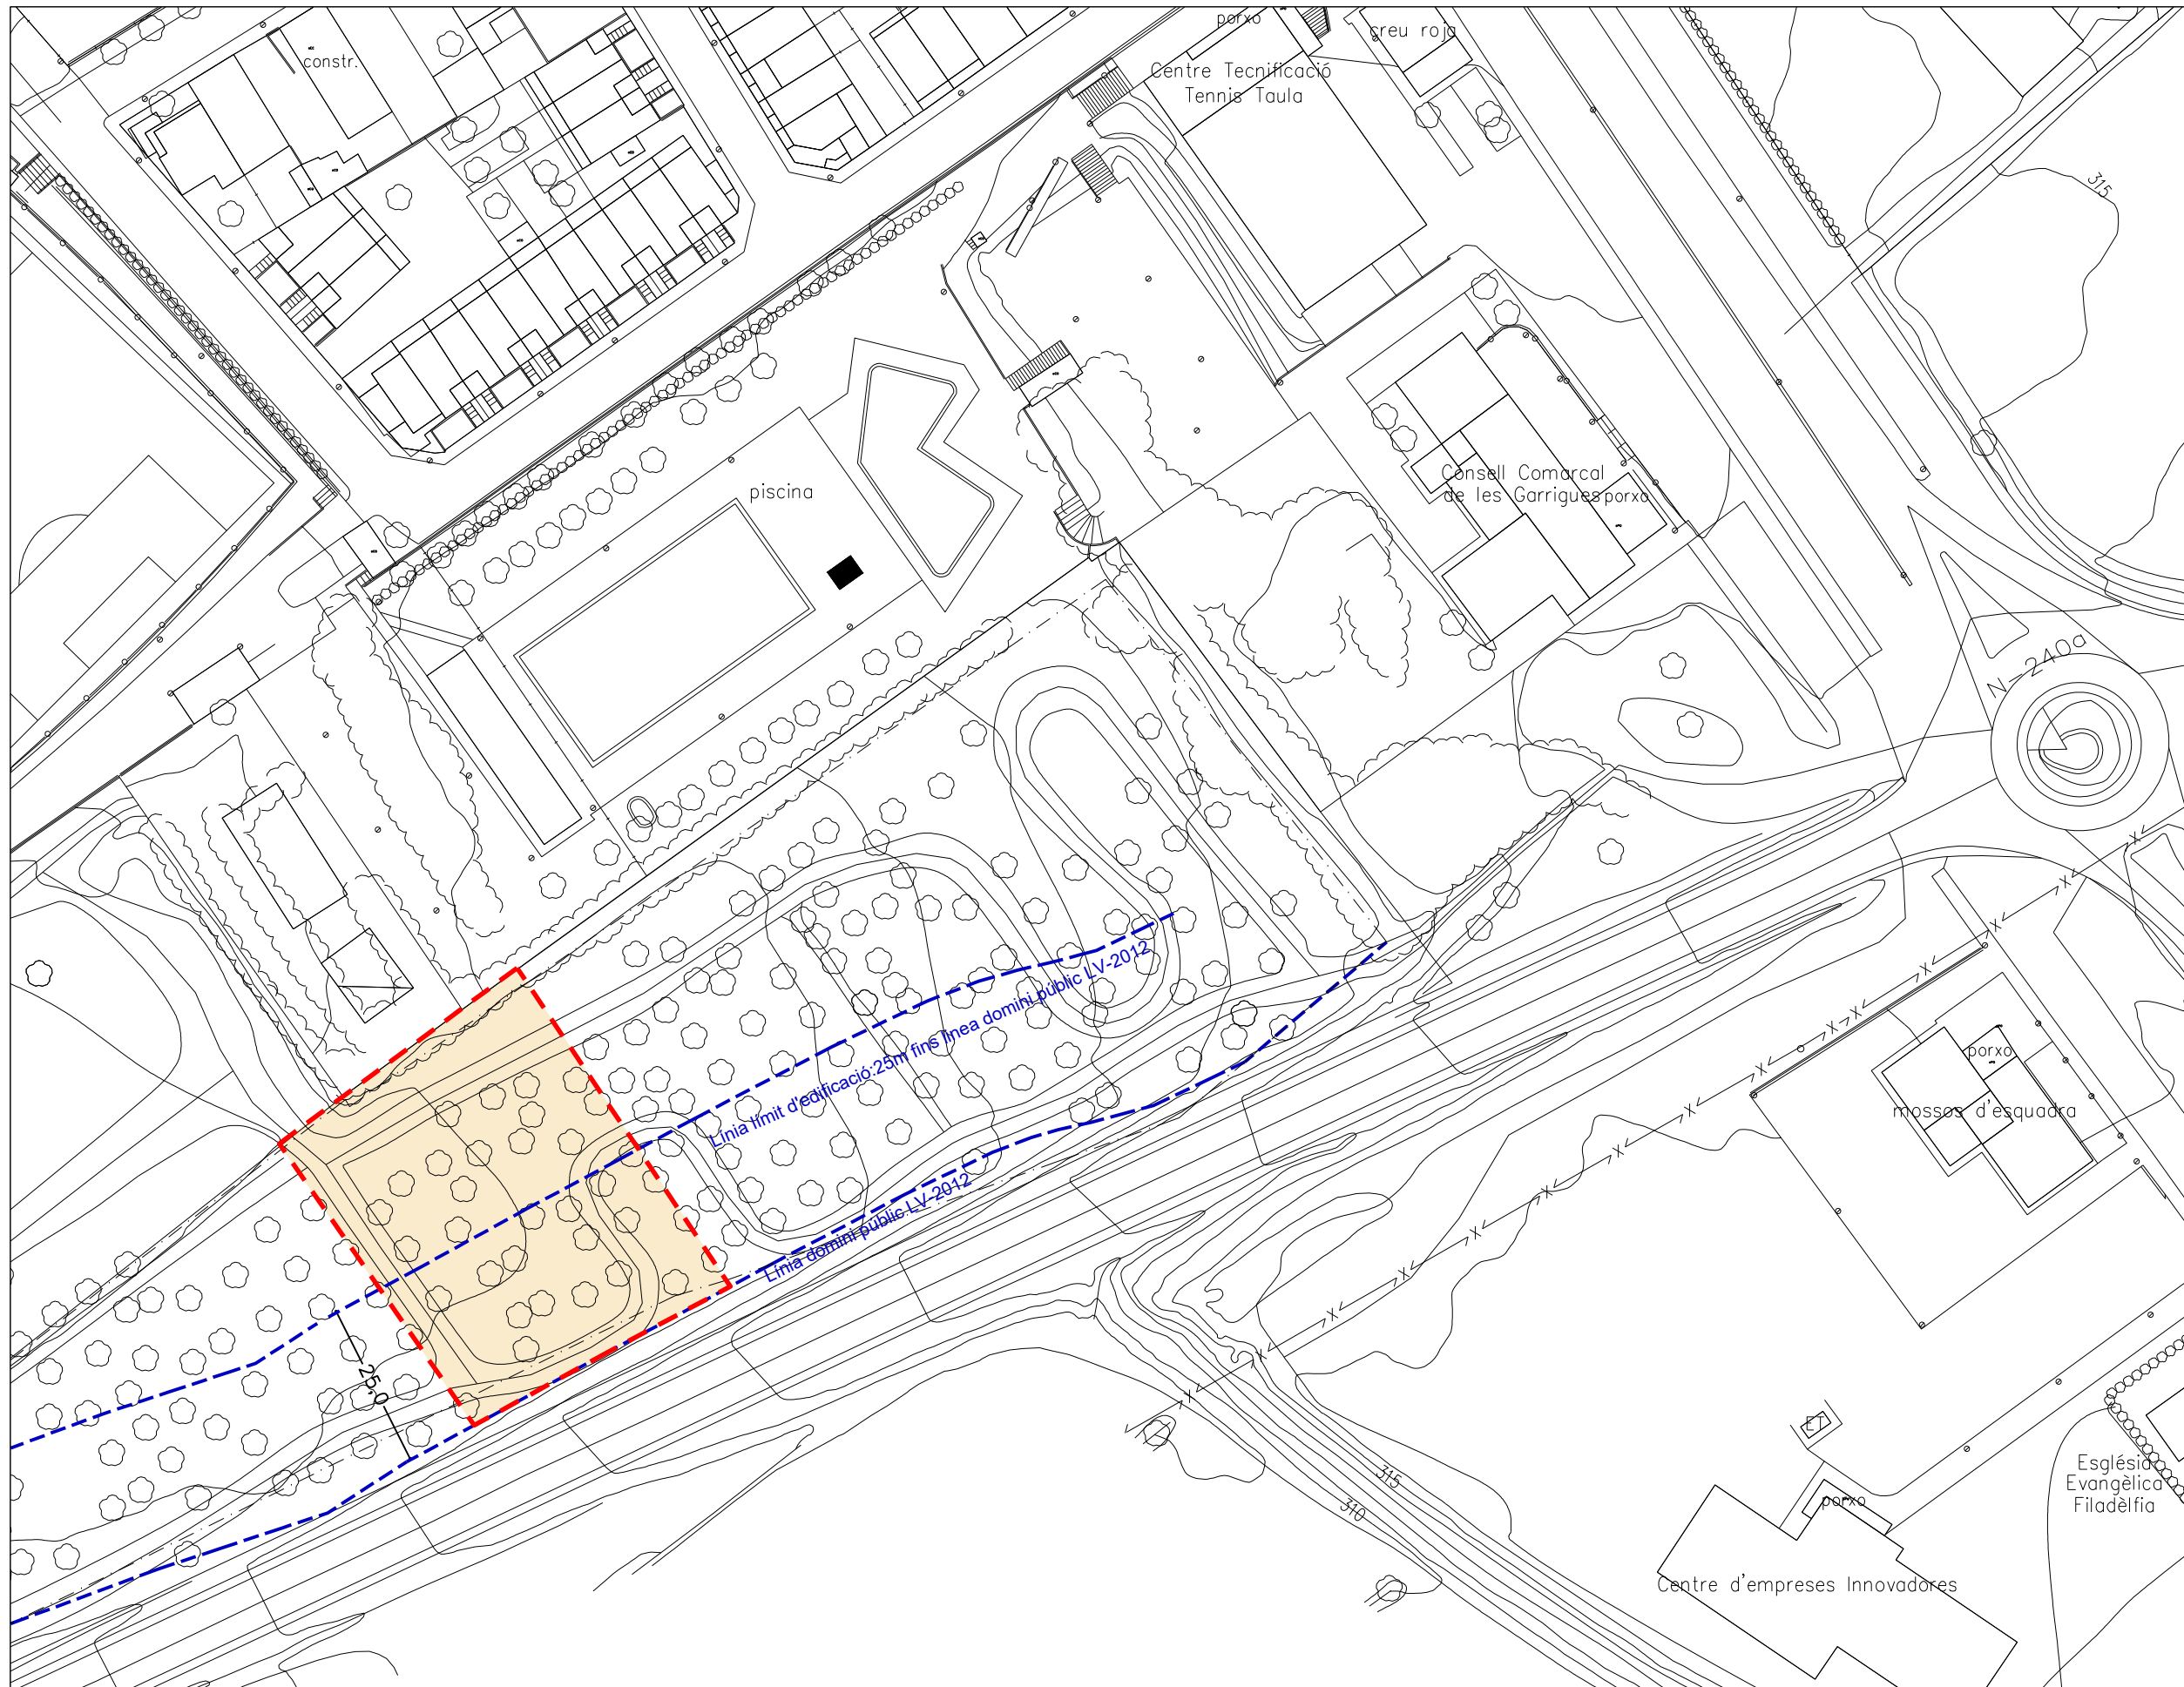 porxo
creu roja
constr.
Centre Tecnificació
Tennis Taula
315
Consell Comarcal
de les Garrigues
porxo
piscina
N-240a
Línia límit d'edificació:25m fins línea domini públic LV-2012
Línia domini públic LV-2012
porxo
mossos d'esquadra
25,0
ET
315
310
Església
Evangèlica
Filadèlfia
porxo
Centre d'empreses Innovadores